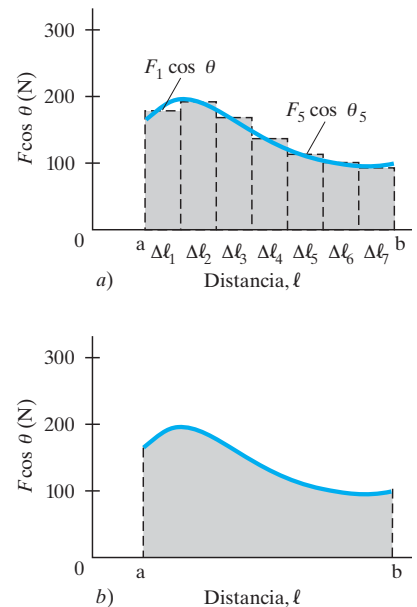 300
F₁ cos θ
200
F₅ cos θ₅
F cos θ (N)
100
0
a
b
Δℓ₁ Δℓ₂ Δℓ₃ Δℓ₄ Δℓ₅ Δℓ₆ Δℓ₇
a)
Distancia, ℓ
300
200
F cos θ (N)
100
0
a
b
b)
Distancia, ℓ